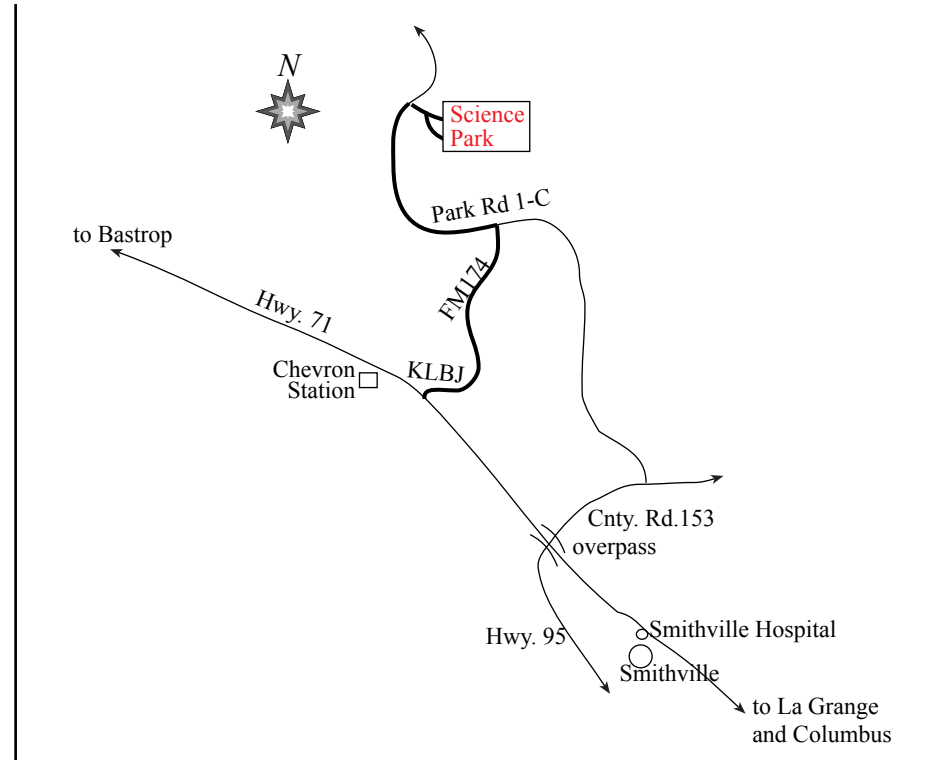 N
Science
Park
Park Rd 1-C
to Bastrop
FM174
Hwy. 71
Chevron
Station
KLBJ
Cnty. Rd.153
overpass
Hwy. 95
Smithville Hospital
Smithville
to La Grange
and Columbus